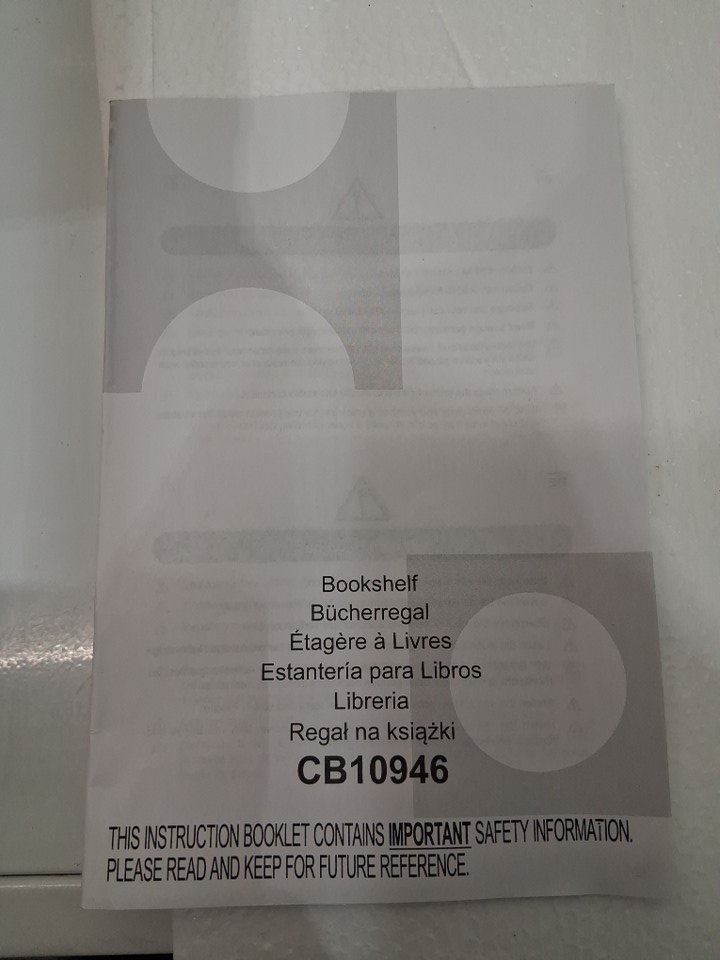 Bookshelf
Bücherregal
Étagère à Livres
Estantería para Libros
Libreria
Regał na książki
CB10946
THIS INSTRUCTION BOOKLET CONTAINS IMPORTANT SAFETY INFORMATION.
PLEASE READ AND KEEP FOR FUTURE REFERENCE.